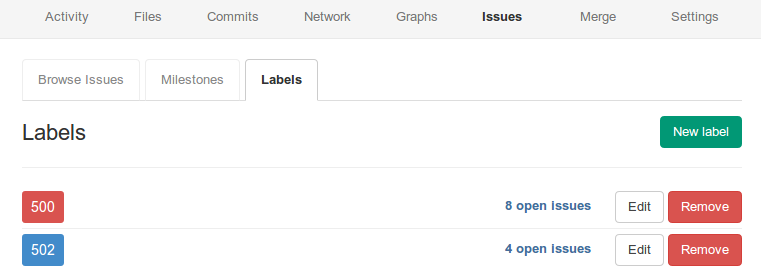 Activity Files Commits Network Graphs Issues Merge Settings
Browse Issues Milestones Labels
Labels New label
500 8 open issues Edit Remove
502 4 open issues Edit Remove